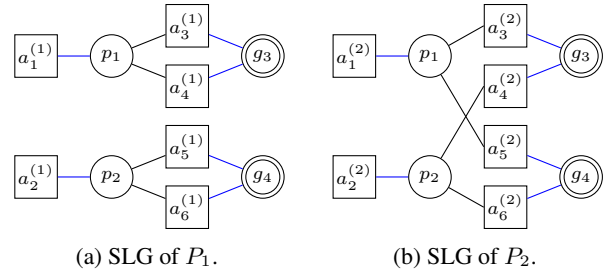 a_1^{(1)} p_1 a_3^{(1)} a_4^{(1)} g_3
a_2^{(1)} p_2 a_5^{(1)} a_6^{(1)} g_4
(a) SLG of P_1.
a_1^{(2)} p_1 a_3^{(2)} a_4^{(2)} g_3
a_2^{(2)} p_2 a_5^{(2)} a_6^{(2)} g_4
(b) SLG of P_2.